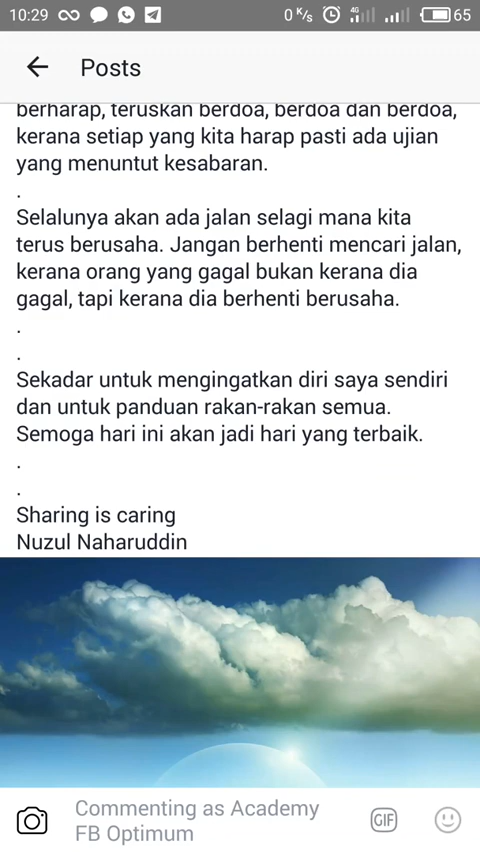 10:29
0 K/s
4G
65
Posts
berharap, teruskan berdoa, berdoa dan berdoa,
kerana setiap yang kita harap pasti ada ujian
yang menuntut kesabaran.
.
Selalunya akan ada jalan selagi mana kita
terus berusaha. Jangan berhenti mencari jalan,
kerana orang yang gagal bukan kerana dia
gagal, tapi kerana dia berhenti berusaha.
.
.
Sekadar untuk mengingatkan diri saya sendiri
dan untuk panduan rakan-rakan semua.
Semoga hari ini akan jadi hari yang terbaik.
.
.
Sharing is caring
Nuzul Naharuddin
Commenting as Academy
FB Optimum
GIF